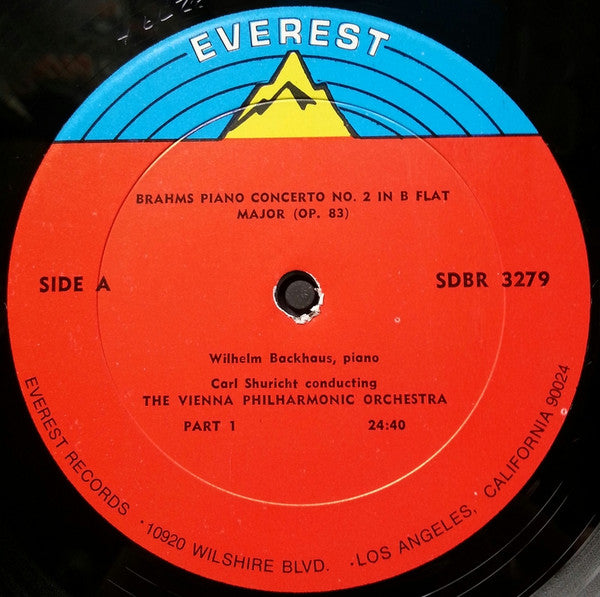 EVEREST
BRAHMS PIANO CONCERTO NO. 2 IN B FLAT
MAJOR (OP. 83)
SIDE A
SDBR 3279
Wilhelm Backhaus, piano
Carl Shuricht conducting
THE VIENNA PHILHARMONIC ORCHESTRA
PART 1 24:40
EVEREST RECORDS · 10920 WILSHIRE BLVD. · LOS ANGELES, CALIFORNIA 90024